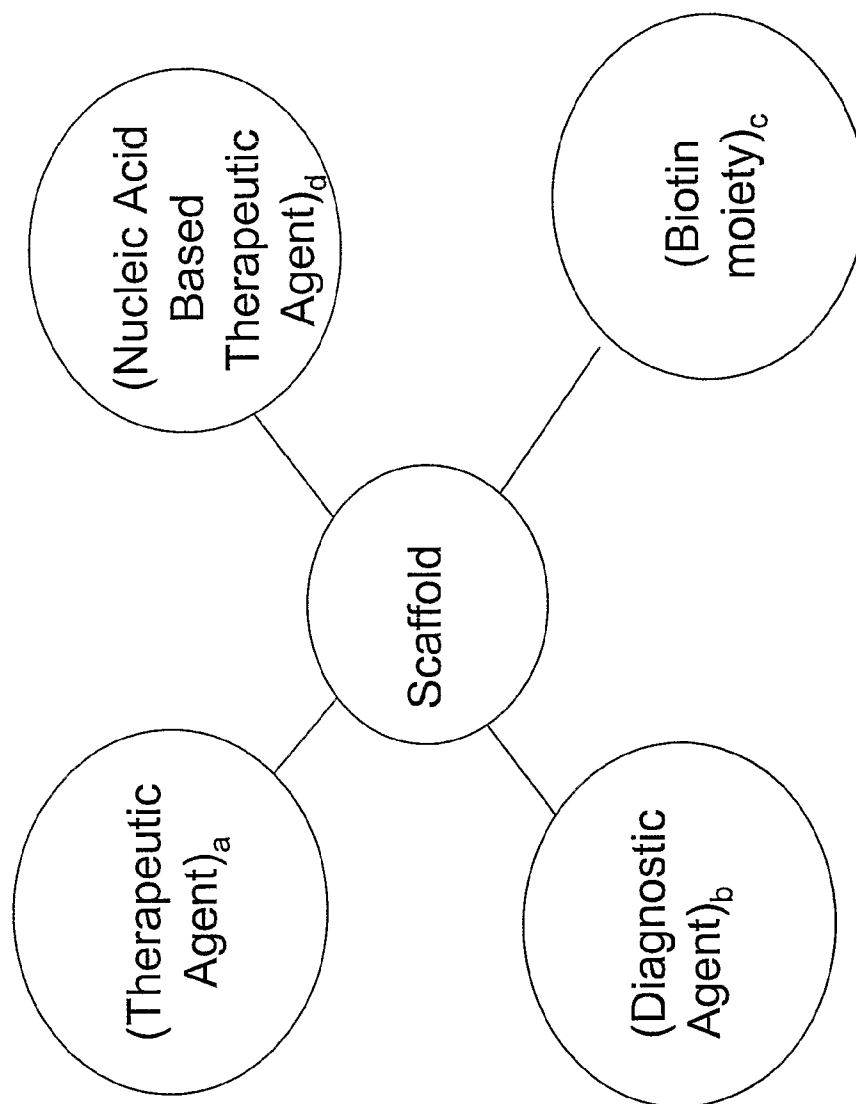 (Therapeutic
Agent)a
(Nucleic Acid
Based
Therapeutic
Agent)d
Scaffold
(Diagnostic
Agent)b
(Biotin
moiety)c